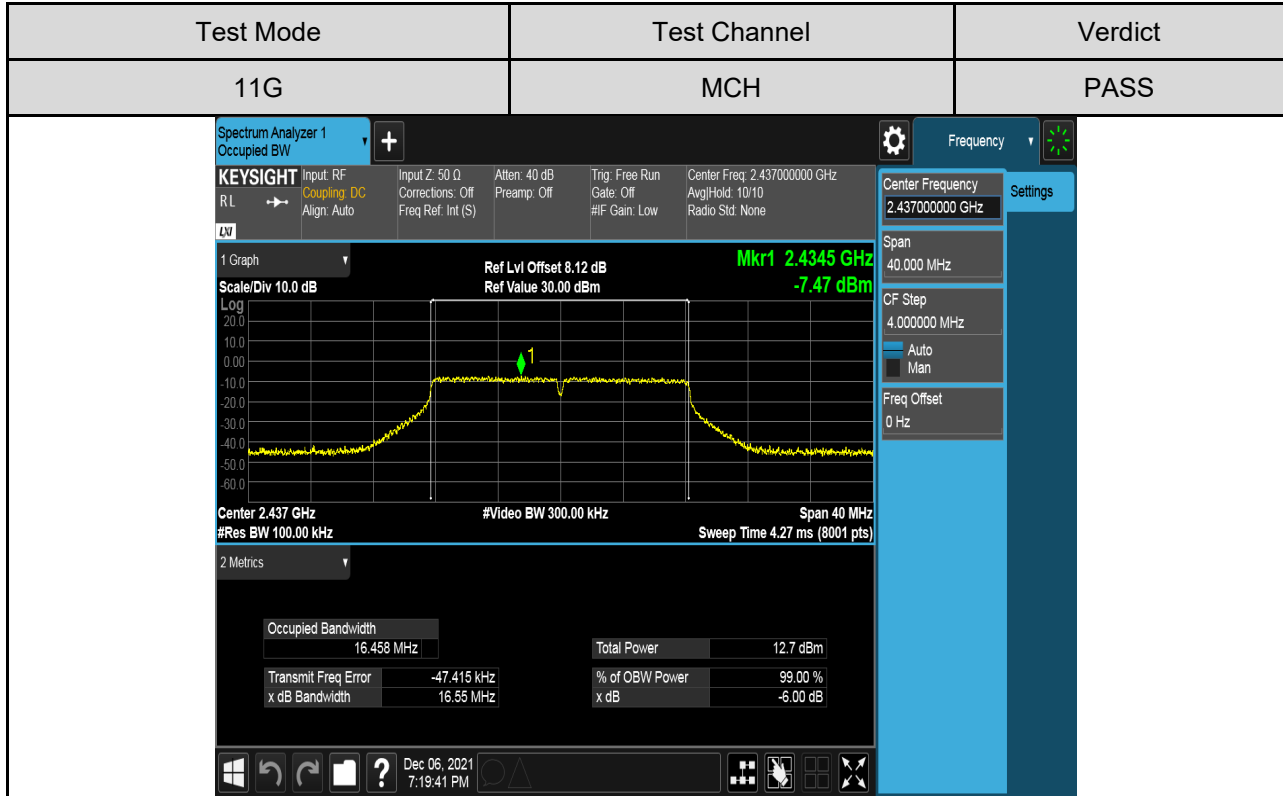 Test Mode Test Channel Verdict
11G MCH PASS
Spectrum Analyzer 1
Occupied BW
+
Frequency
KEYSIGHT Input: RF Input Z: 50 Ω Atten: 40 dB Trig: Free Run Center Freq: 2.437000000 GHz
RL Coupling: DC Corrections: Off Preamp: Off Gate: Off Avg|Hold: 10/10
Align: Auto Freq Ref: Int (S) #IF Gain: Low Radio Std: None
LXI
Center Frequency
2.437000000 GHz
Settings
Span
40.000 MHz
CF Step
4.000000 MHz
Auto
Man
Freq Offset
0 Hz
1 Graph Ref Lvl Offset 8.12 dB Mkr1 2.4345 GHz
Scale/Div 10.0 dB Ref Value 30.00 dBm -7.47 dBm
Log
20.0
10.0
0.00
-10.0
-20.0
-30.0
-40.0
-50.0
-60.0
1
Center 2.437 GHz #Video BW 300.00 kHz Span 40 MHz
#Res BW 100.00 kHz Sweep Time 4.27 ms (8001 pts)
2 Metrics
Occupied Bandwidth
16.458 MHz Total Power 12.7 dBm
Transmit Freq Error -47.415 kHz % of OBW Power 99.00 %
x dB Bandwidth 16.55 MHz x dB -6.00 dB
? Dec 06, 2021
7:19:41 PM